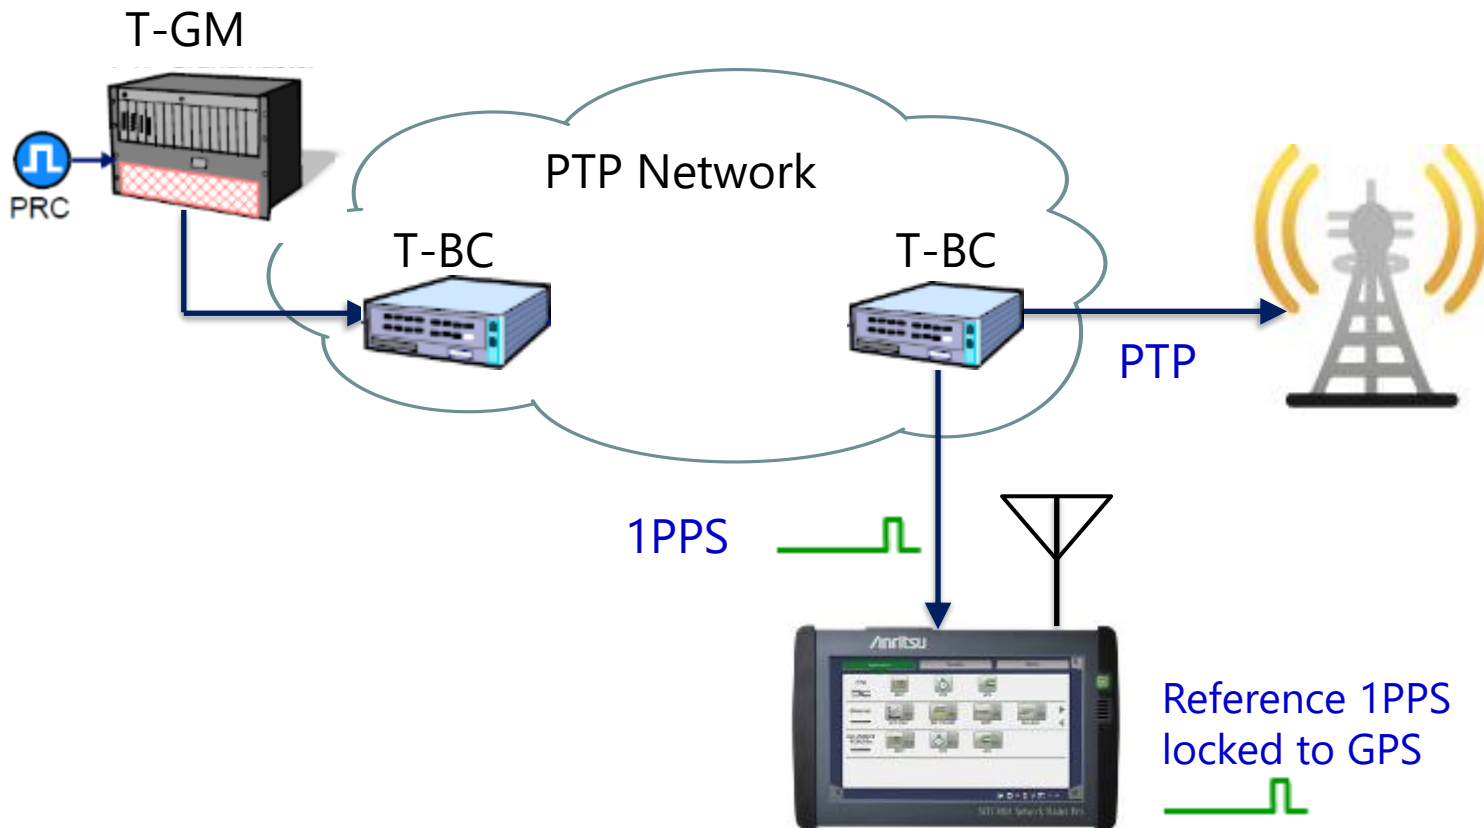 T-GM
PRC
PTP Network
T-BC
T-BC
PTP
1PPS
Anritsu
Reference 1PPS
locked to GPS